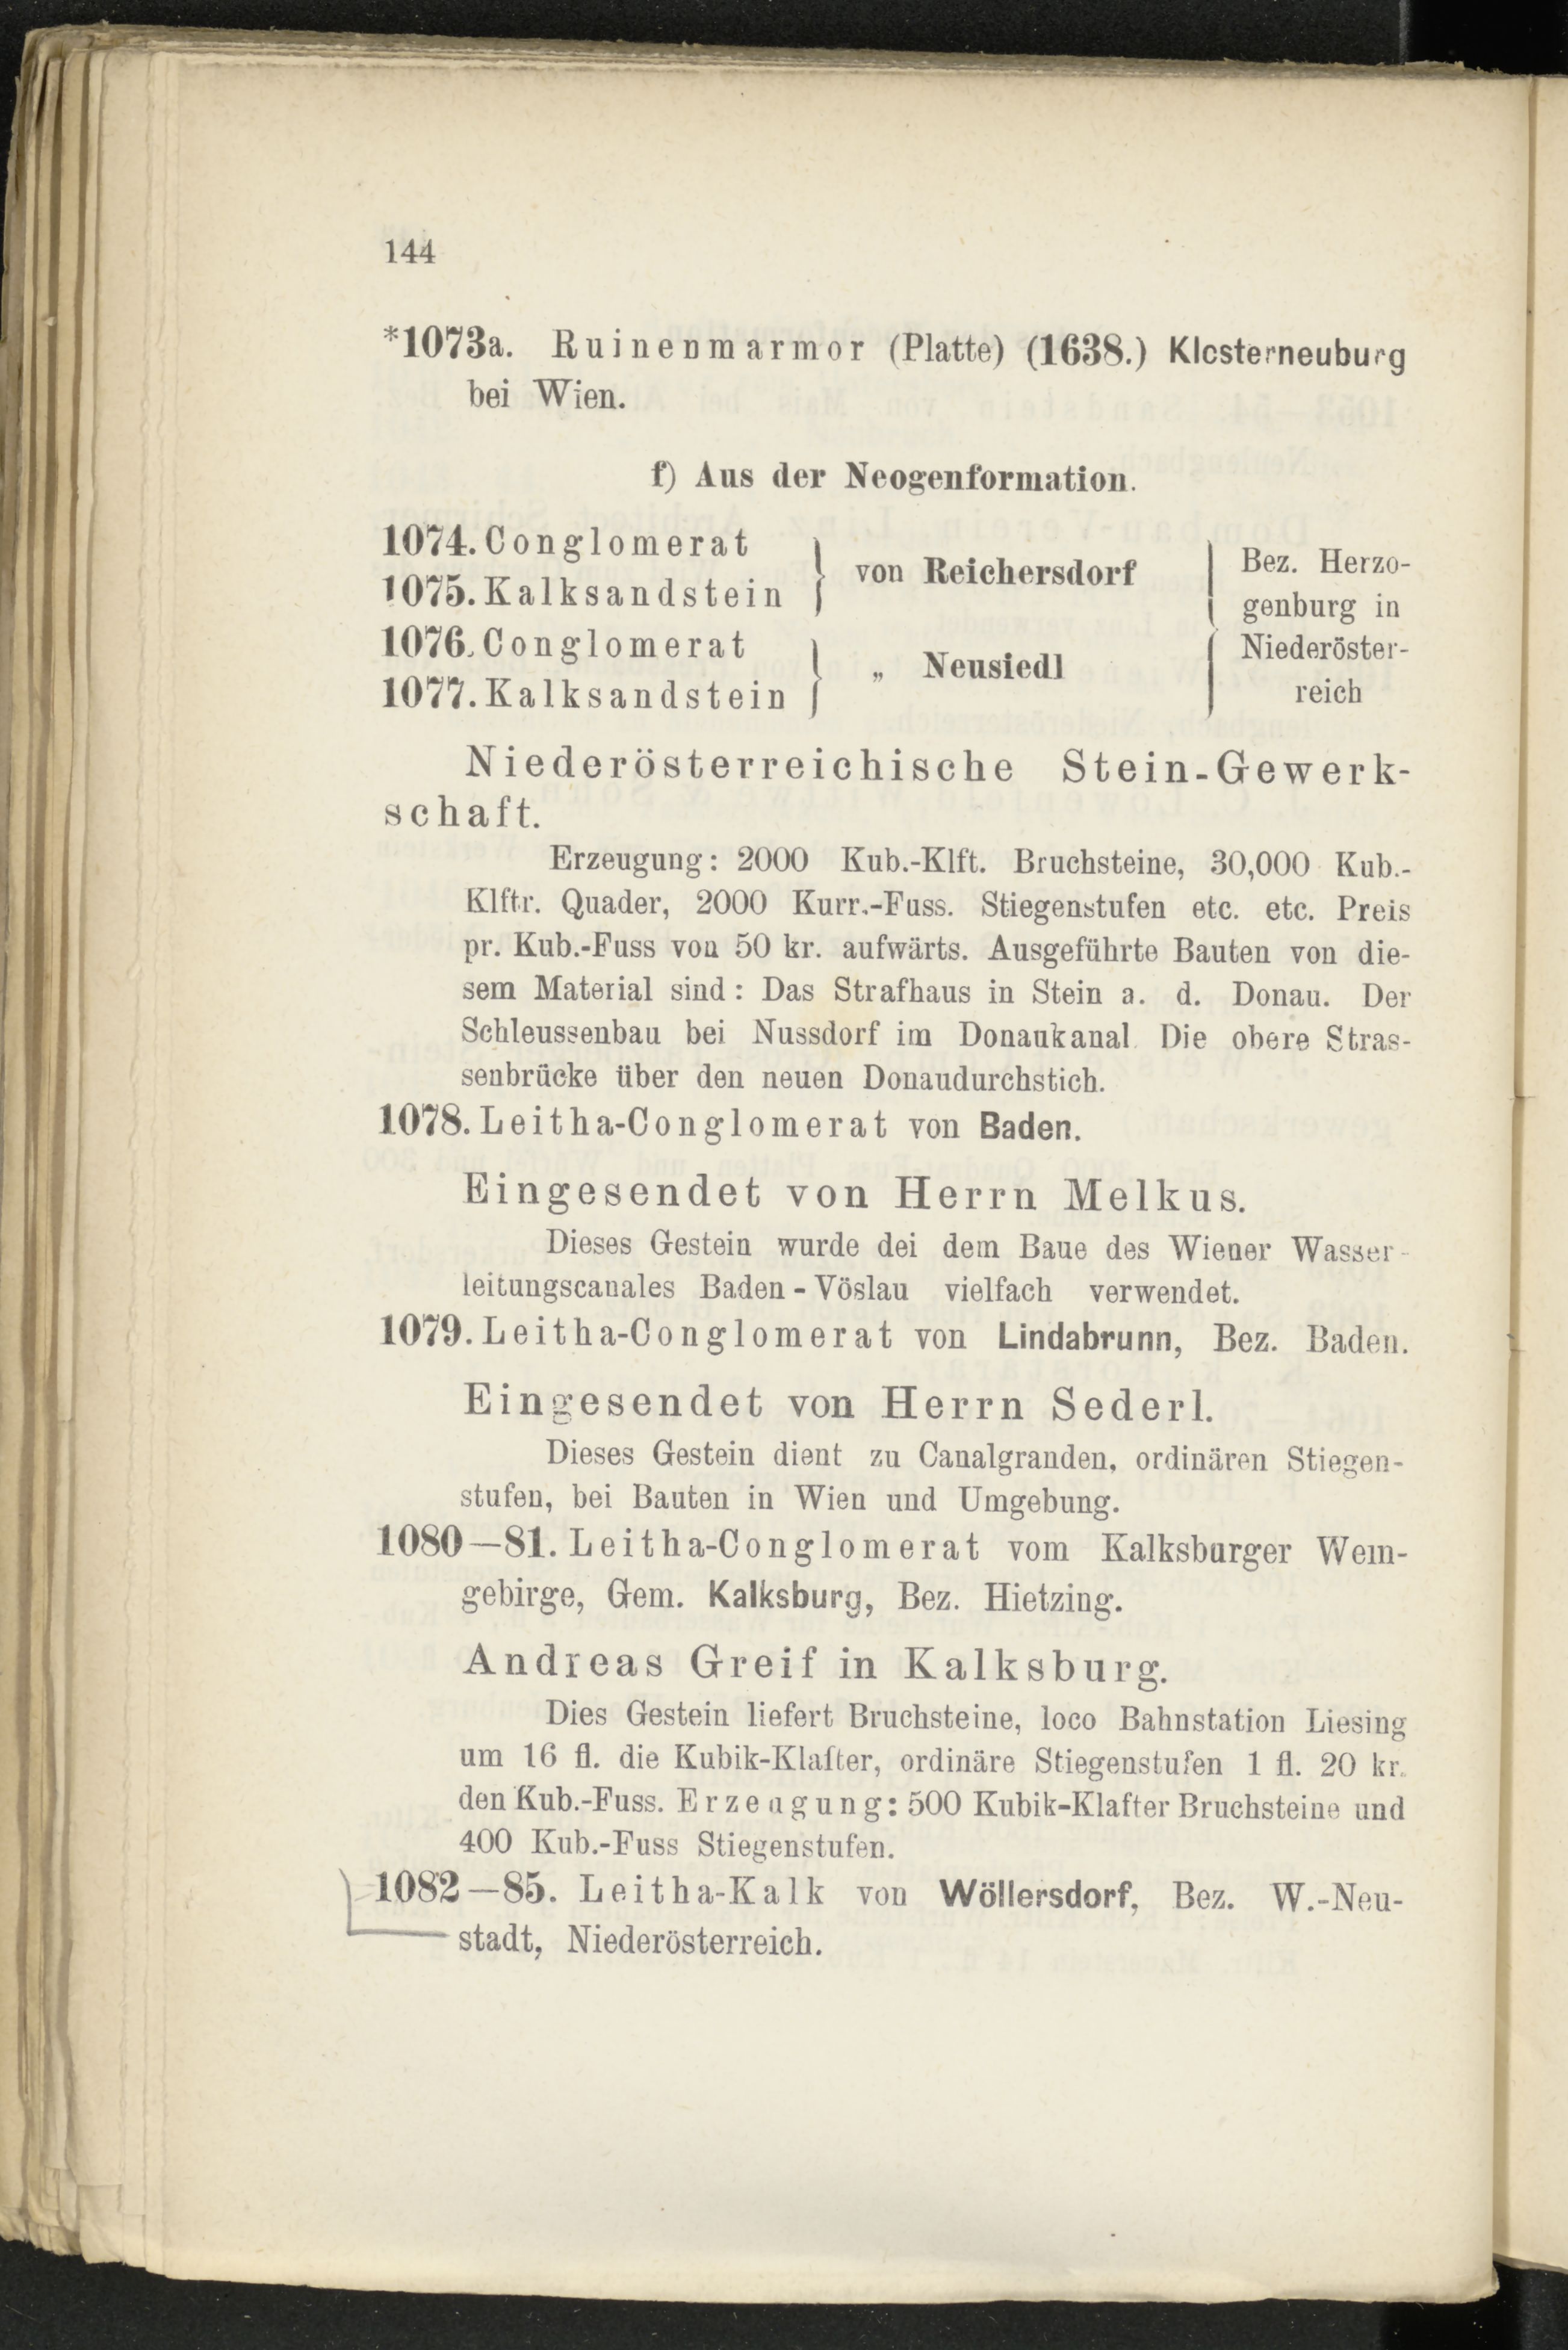 144
*1073a. Ruinenmarmor (Platte) (1638.) Klosterneuburg
bei Wien.
f) Aus der Neogenformation.
1074. Conglomerat
1075. Kalksandstein
von Reichersdorf
1076. Conglomerat
1077. Kalksandstein
„ Neusiedl
Bez. Herzo-
genburg in
Niederöster-
reich
Niederösterreichische Stein-Gewerk-
schaft.
Erzeugung: 2000 Kub.-Klft. Bruchsteine, 30,000 Kub.-
Klftr. Quader, 2000 Kurr.-Fuss. Stiegenstufen etc. etc. Preis
pr. Kub.-Fuss von 50 kr. aufwärts. Ausgeführte Bauten von die-
sem Material sind: Das Strafhaus in Stein a. d. Donau. Der
Schleussenbau bei Nussdorf im Donaukanal. Die obere Stras-
senbrücke über den neuen Donaudurchstich.
1078. Leitha-Conglomerat von Baden.
Eingesendet von Herrn Melkus.
Dieses Gestein wurde dei dem Baue des Wiener Wasser-
leitungscanales Baden-Vöslau vielfach verwendet.
1079. Leitha-Conglomerat von Lindabrunn, Bez. Baden.
Eingesendet von Herrn Sederl.
Dieses Gestein dient zu Canalgranden, ordinären Stiegen-
stufen, bei Bauten in Wien und Umgebung.
1080—81. Leitha-Conglomerat vom Kalksburger Wein-
gebirge, Gem. Kalksburg, Bez. Hietzing.
Andreas Greif in Kalksburg.
Dies Gestein liefert Bruchsteine, loco Bahnstation Liesing
um 16 fl. die Kubik-Klafter, ordinäre Stiegenstufen 1 fl. 20 kr.
den Kub.-Fuss. Erzeugung: 500 Kubik-Klafter Bruchsteine und
400 Kub.-Fuss Stiegenstufen.
1082—85. Leitha-Kalk von Wöllersdorf, Bez. W.-Neu-
stadt, Niederösterreich.